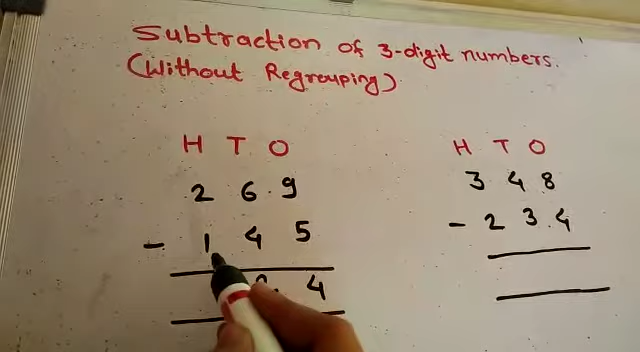 Subtraction of 3-digit numbers.
(Without Regrouping)
H T O
2 6 9
- 1 4 5
4
H T O
3 4 8
- 2 3 4